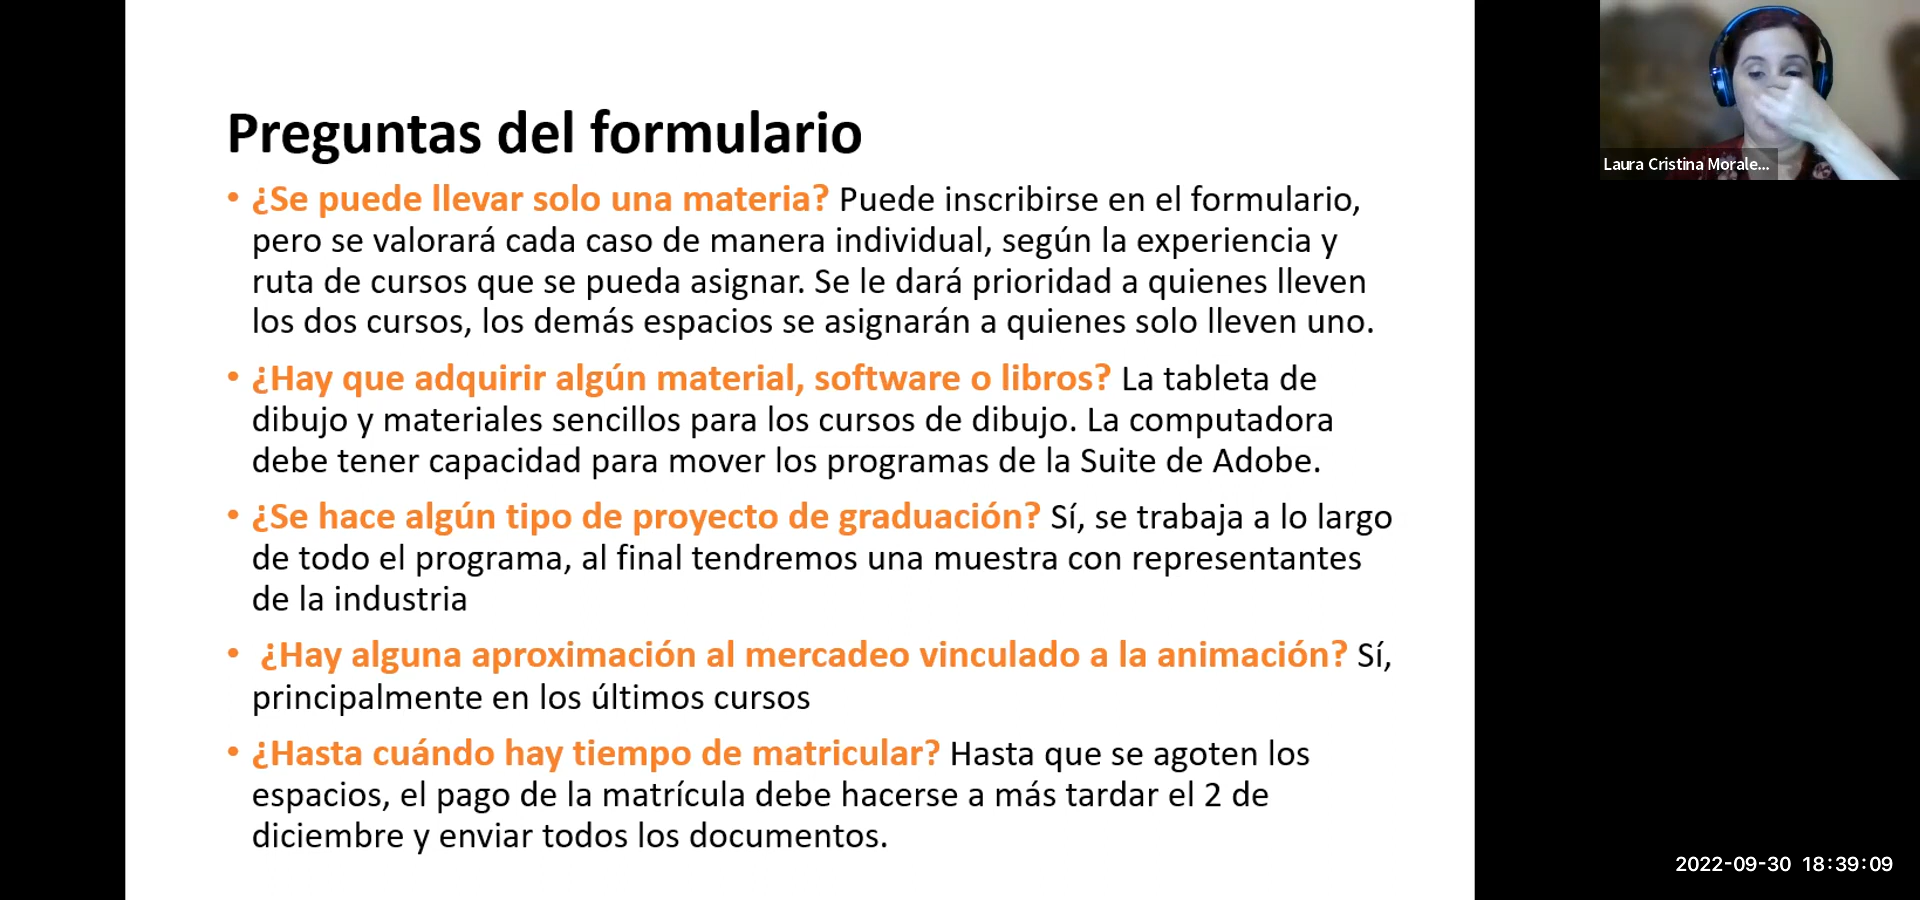 Preguntas del formulario
• ¿Se puede llevar solo una materia? Puede inscribirse en el formulario,
pero se valorará cada caso de manera individual, según la experiencia y
ruta de cursos que se pueda asignar. Se le dará prioridad a quienes lleven
los dos cursos, los demás espacios se asignarán a quienes solo lleven uno.
• ¿Hay que adquirir algún material, software o libros? La tableta de
dibujo y materiales sencillos para los cursos de dibujo. La computadora
debe tener capacidad para mover los programas de la Suite de Adobe.
• ¿Se hace algún tipo de proyecto de graduación? Sí, se trabaja a lo largo
de todo el programa, al final tendremos una muestra con representantes
de la industria
• ¿Hay alguna aproximación al mercadeo vinculado a la animación? Sí,
principalmente en los últimos cursos
• ¿Hasta cuándo hay tiempo de matricular? Hasta que se agoten los
espacios, el pago de la matrícula debe hacerse a más tardar el 2 de
diciembre y enviar todos los documentos.
Laura Cristina Morale...
2022-09-30 18:39:09